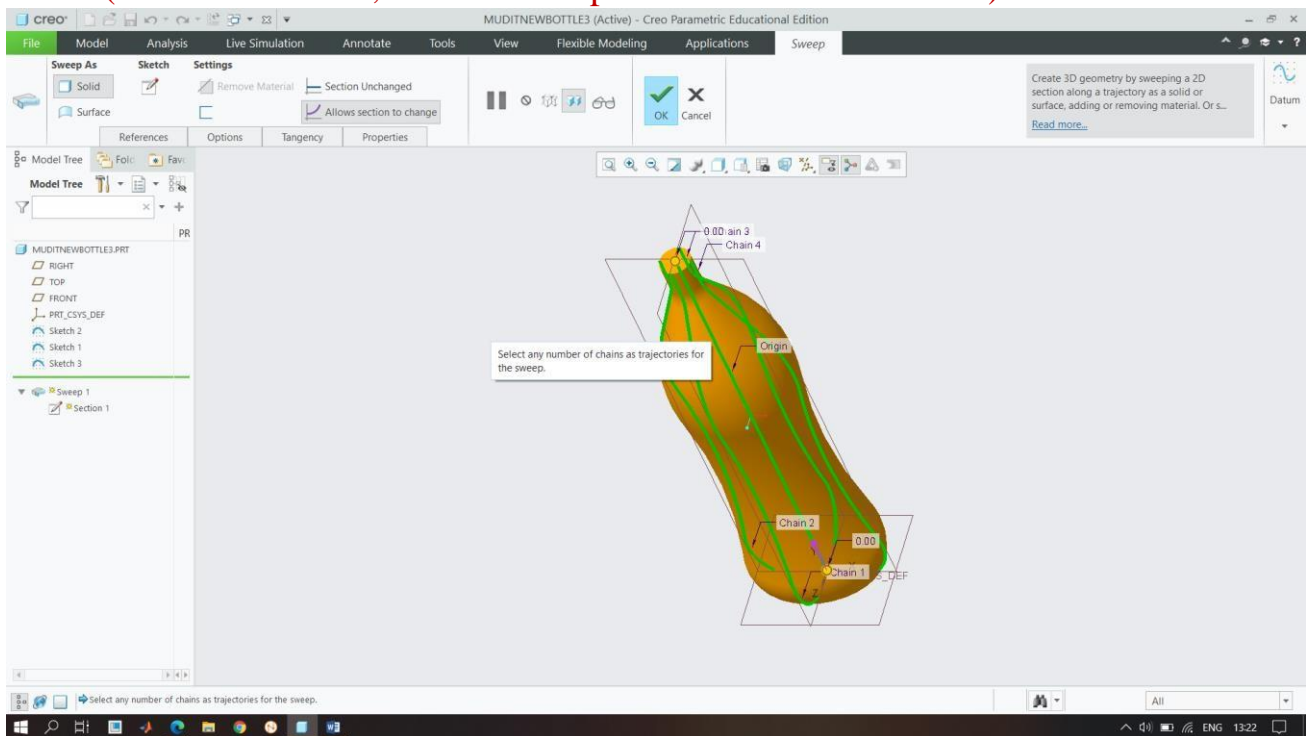 creo
MUDITNEWBOTTLE3 (Active) - Creo Parametric Educational Edition
File Model Analysis Live Simulation Annotate Tools View Flexible Modeling Applications Sweep
Sweep As Sketch Settings
Solid Remove Material Section Unchanged
Surface Allows section to change
OK Cancel
References Options Tangency Properties
Create 3D geometry by sweeping a 2D
section along a trajectory as a solid or
surface, adding or removing material. Or s...
Read more...
Datum
Model Tree Folc Favc
Model Tree
PR
MUDITNEWBOTTLE3.PRT
RIGHT
TOP
FRONT
PRT_CSYS_DEF
Sketch 2
Sketch 1
Sketch 3
Sweep 1
Section 1
0.00 ain 3
Chain 4
Origin
Select any number of chains as trajectories for
the sweep.
Chain 2
0.00
Chain 1 S_DEF
Z
Select any number of chains as trajectories for the sweep.
All
ENG 13:22